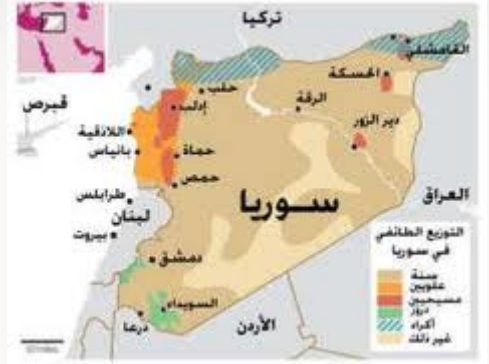 تركيا
القامشلي
الحسكة
حلب
الرقة
إدلب
قبرص
دير الزور
اللاذقية
بانياس
حماة
حمص
سوريا
العراق
طرابلس
لبنان
بيروت
دمشق
السويداء
درعا
الأردن
التوزيع الطائفي
في سوريا
سنة
علويين
مسيحيين
دروز
أكراد
غير ذلك